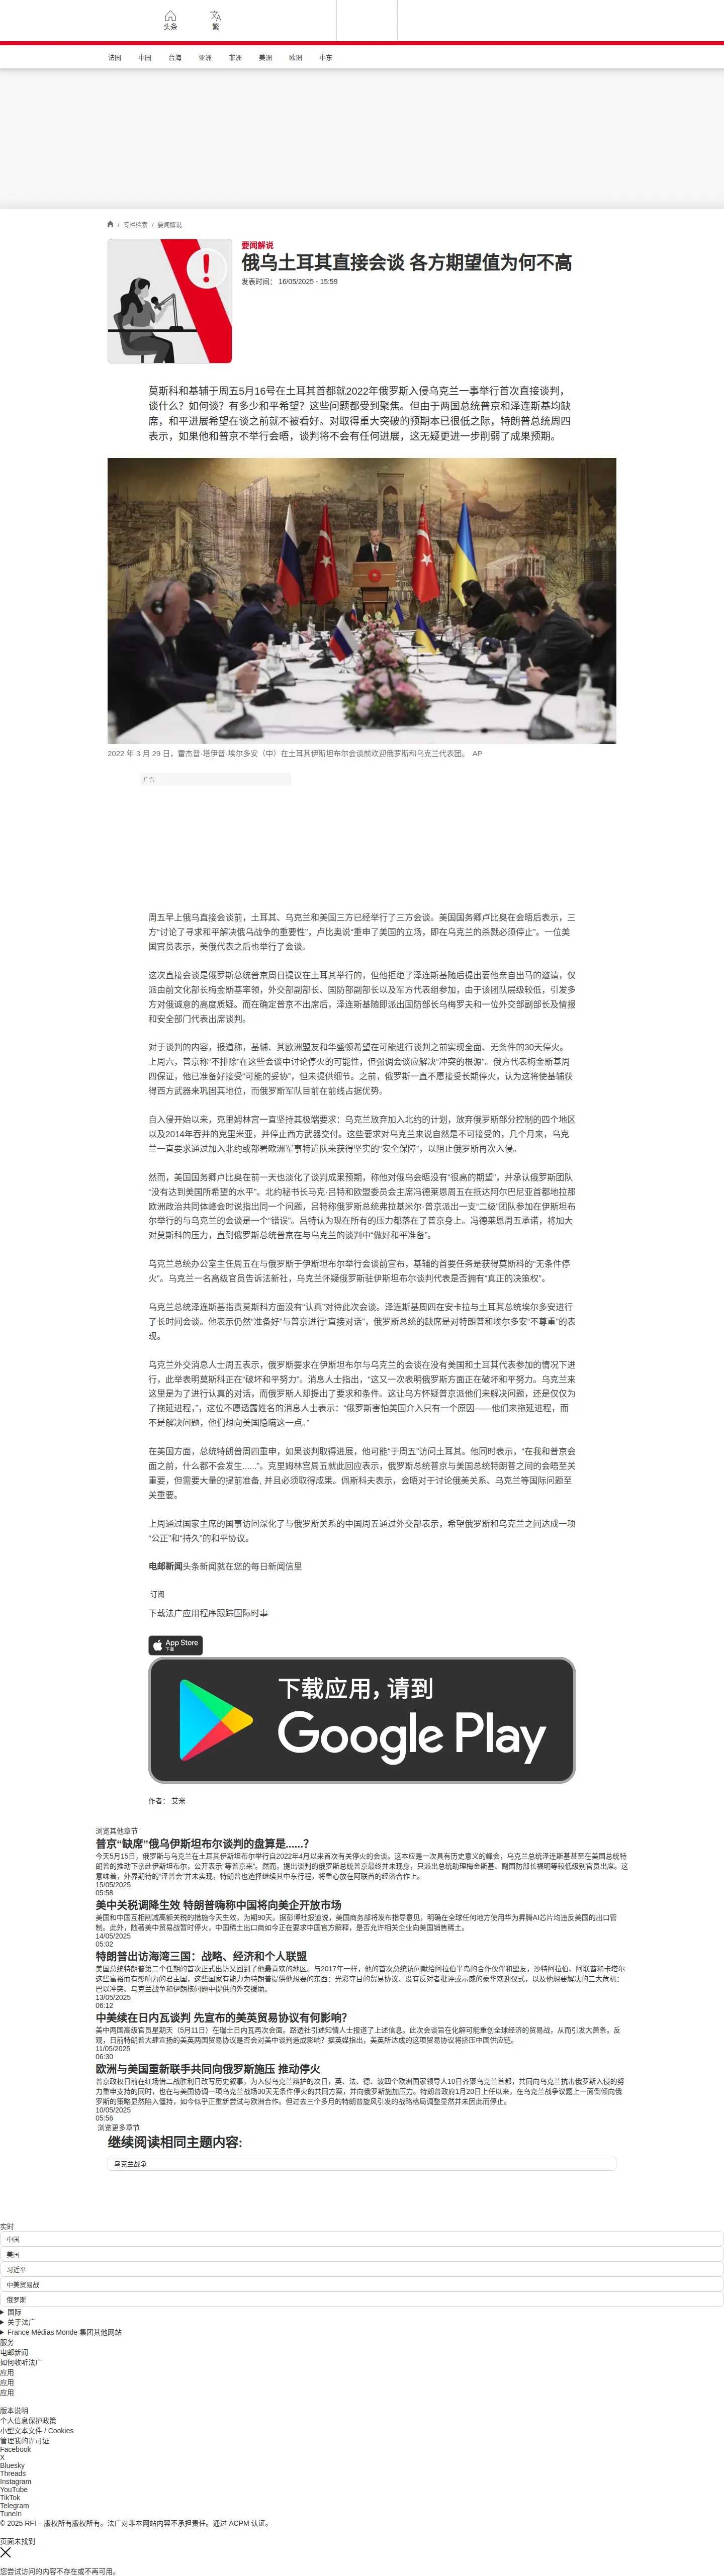 头条
繁
法国 中国 台海 亚洲 非洲 美洲 欧洲 中东
/ 专栏检索 / 要闻解说
要闻解说
俄乌土耳其直接会谈 各方期望值为何不高
发表时间： 16/05/2025 - 15:59
莫斯科和基辅于周五5月16号在土耳其首都就2022年俄罗斯入侵乌克兰一事举行首次直接谈判，
谈什么？如何谈？有多少和平希望？这些问题都受到聚焦。但由于两国总统普京和泽连斯基均缺
席，和平进展希望在谈之前就不被看好。对取得重大突破的预期本已很低之际，特朗普总统周四
表示，如果他和普京不举行会晤，谈判将不会有任何进展，这无疑更进一步削弱了成果预期。
2022 年 3 月 29 日，雷杰普·塔伊普·埃尔多安（中）在土耳其伊斯坦布尔会谈前欢迎俄罗斯和乌克兰代表团。 AP
广告
周五早上俄乌直接会谈前，土耳其、乌克兰和美国三方已经举行了三方会谈。美国国务卿卢比奥在会晤后表示，三
方“讨论了寻求和平解决俄乌战争的重要性”，卢比奥说“重申了美国的立场，即在乌克兰的杀戮必须停止”。一位美
国官员表示，美俄代表之后也举行了会谈。
这次直接会谈是俄罗斯总统普京周日提议在土耳其举行的，但他拒绝了泽连斯基随后提出要他亲自出马的邀请，仅
派由前文化部长梅金斯基率领，外交部副部长、国防部副部长以及军方代表组参加，由于该团队层级较低，引发多
方对俄诚意的高度质疑。而在确定普京不出席后，泽连斯基随即派出国防部长乌梅罗夫和一位外交部副部长及情报
和安全部门代表出席谈判。
对于谈判的内容，报道称，基辅、其欧洲盟友和华盛顿希望在可能进行谈判之前实现全面、无条件的30天停火。
上周六，普京称“不排除”在这些会谈中讨论停火的可能性，但强调会谈应解决“冲突的根源”。俄方代表梅金斯基周
四保证，他已准备好接受“可能的妥协”，但未提供细节。之前，俄罗斯一直不愿接受长期停火，认为这将使基辅获
得西方武器来巩固其地位，而俄罗斯军队目前在前线占据优势。
自入侵开始以来，克里姆林宫一直坚持其极端要求：乌克兰放弃加入北约的计划，放弃俄罗斯部分控制的四个地区
以及2014年吞并的克里米亚，并停止西方武器交付。这些要求对乌克兰来说自然是不可接受的，几个月来，乌克
兰一直要求通过加入北约或部署欧洲军事特遣队来获得坚实的“安全保障”，以阻止俄罗斯再次入侵。
然而，美国国务卿卢比奥在前一天也淡化了谈判成果预期，称他对俄乌会晤没有“很高的期望”，并承认俄罗斯团队
“没有达到美国所希望的水平”。北约秘书长马克·吕特和欧盟委员会主席冯德莱恩周五在抵达阿尔巴尼亚首都地拉那
欧洲政治共同体峰会时说指出同一个问题，吕特称俄罗斯总统弗拉基米尔·普京派出一支“二级”团队参加在伊斯坦布
尔举行的与乌克兰的会谈是一个“错误”。吕特认为现在所有的压力都落在了普京身上。冯德莱恩周五承诺，将加大
对莫斯科的压力，直到俄罗斯总统普京在与乌克兰的谈判中“做好和平准备”。
乌克兰总统办公室主任周五在与俄罗斯于伊斯坦布尔举行会谈前宣布，基辅的首要任务是获得莫斯科的“无条件停
火”。乌克兰一名高级官员告诉法新社，乌克兰怀疑俄罗斯驻伊斯坦布尔谈判代表是否拥有“真正的决策权”。
乌克兰总统泽连斯基指责莫斯科方面没有“认真”对待此次会谈。泽连斯基周四在安卡拉与土耳其总统埃尔多安进行
了长时间会谈。他表示仍然“准备好”与普京进行“直接对话”，俄罗斯总统的缺席是对特朗普和埃尔多安“不尊重”的表
现。
乌克兰外交消息人士周五表示，俄罗斯要求在伊斯坦布尔与乌克兰的会谈在没有美国和土耳其代表参加的情况下进
行，此举表明莫斯科正在“破坏和平努力”。消息人士指出，“这又一次表明俄罗斯方面正在破坏和平努力。乌克兰来
这里是为了进行认真的对话，而俄罗斯人却提出了要求和条件。这让乌方怀疑普京派他们来解决问题，还是仅仅为
了拖延进程，”，这位不愿透露姓名的消息人士表示：“俄罗斯害怕美国介入只有一个原因——他们来拖延进程，而
不是解决问题，他们想向美国隐瞒这一点。”
在美国方面，总统特朗普周四重申，如果谈判取得进展，他可能“于周五”访问土耳其。他同时表示，“在我和普京会
面之前，什么都不会发生......”。克里姆林宫周五就此回应表示，俄罗斯总统普京与美国总统特朗普之间的会晤至关
重要，但需要大量的提前准备, 并且必须取得成果。佩斯科夫表示，会晤对于讨论俄美关系、乌克兰等国际问题至
关重要。
上周通过国家主席的国事访问深化了与俄罗斯关系的中国周五通过外交部表示，希望俄罗斯和乌克兰之间达成一项
“公正”和“持久”的和平协议。
电邮新闻头条新闻就在您的每日新闻信里
订阅
下载法广应用程序跟踪国际时事
App Store
下载
下载应用，请到
Google Play
作者： 艾米
浏览其他章节
普京“缺席”俄乌伊斯坦布尔谈判的盘算是......？
今天5月15日，俄罗斯与乌克兰在土耳其伊斯坦布尔举行自2022年4月以来首次有关停火的会谈。这本应是一次具有历史意义的峰会，乌克兰总统泽连斯基甚至在美国总统特
朗普的推动下亲赴伊斯坦布尔，公开表示“等普京来”。然而，提出谈判的俄罗斯总统普京最终并未现身，只派出总统助理梅金斯基、副国防部长福明等较低级别官员出席。这
意味着，外界期待的“泽普会”并未实现，特朗普也选择继续其中东行程，将重心放在阿联酋的经济合作上。
15/05/2025
05:58
美中关税调降生效 特朗普嗨称中国将向美企开放市场
美国和中国互相削减高额关税的措施今天生效，为期90天。据彭博社报道说，美国商务部将发布指导意见，明确在全球任何地方使用华为昇腾AI芯片均违反美国的出口管
制。此外，随着美中贸易战暂时停火，中国稀土出口商如今正在要求中国官方解释，是否允许相关企业向美国销售稀土。
14/05/2025
05:02
特朗普出访海湾三国：战略、经济和个人联盟
美国总统特朗普第二个任期的首次正式出访又回到了他最喜欢的地区。与2017年一样，他的首次总统访问献给阿拉伯半岛的合作伙伴和盟友，沙特阿拉伯、阿联酋和卡塔尔
这些富裕而有影响力的君主国，这些国家有能力为特朗普提供他想要的东西：光彩夺目的贸易协议、没有反对者批评或示威的豪华欢迎仪式，以及他想要解决的三大危机：
巴以冲突、乌克兰战争和伊朗核问题中提供的外交援助。
13/05/2025
06:12
中美续在日内瓦谈判 先宣布的美英贸易协议有何影响？
美中两国高级官员星期天（5月11日）在瑞士日内瓦再次会面。路透社引述知情人士报道了上述信息。此次会谈旨在化解可能重创全球经济的贸易战，从而引发大萧条。反
观，日前特朗普大肆宣扬的美英两国贸易协议是否会对美中谈判造成影响？据英媒指出，美英所达成的这项贸易协议将挤压中国供应链。
11/05/2025
06:30
欧洲与美国重新联手共同向俄罗斯施压 推动停火
普京政权日前在红场借二战胜利日改写历史叙事，为入侵乌克兰辩护的次日，英、法、德、波四个欧洲国家领导人10日齐聚乌克兰首都，共同向乌克兰抗击俄罗斯入侵的努
力重申支持的同时，也在与美国协调一项乌克兰战场30天无条件停火的共同方案，并向俄罗斯施加压力。特朗普政府1月20日上任以来，在乌克兰战争议题上一面倒倾向俄
罗斯的策略显然陷入僵持，如今似乎正重新尝试与欧洲合作。但过去三个多月的特朗普旋风引发的战略格局调整显然并未因此而停止。
10/05/2025
05:56
浏览更多章节
继续阅读相同主题内容:
乌克兰战争
实时
中国
美国
习近平
中美贸易战
俄罗斯
国际
关于法广
France Médias Monde 集团其他网站
服务
电邮新闻
如何收听法广
应用
应用
应用
版本说明
个人信息保护政策
小型文本文件 / Cookies
管理我的许可证
Facebook
X
Bluesky
Threads
Instagram
YouTube
TikTok
Telegram
TuneIn
© 2025 RFI – 版权所有版权所有。法广对非本网站内容不承担责任。通过 ACPM 认证。
页面未找到
您尝试访问的内容不存在或不再可用。